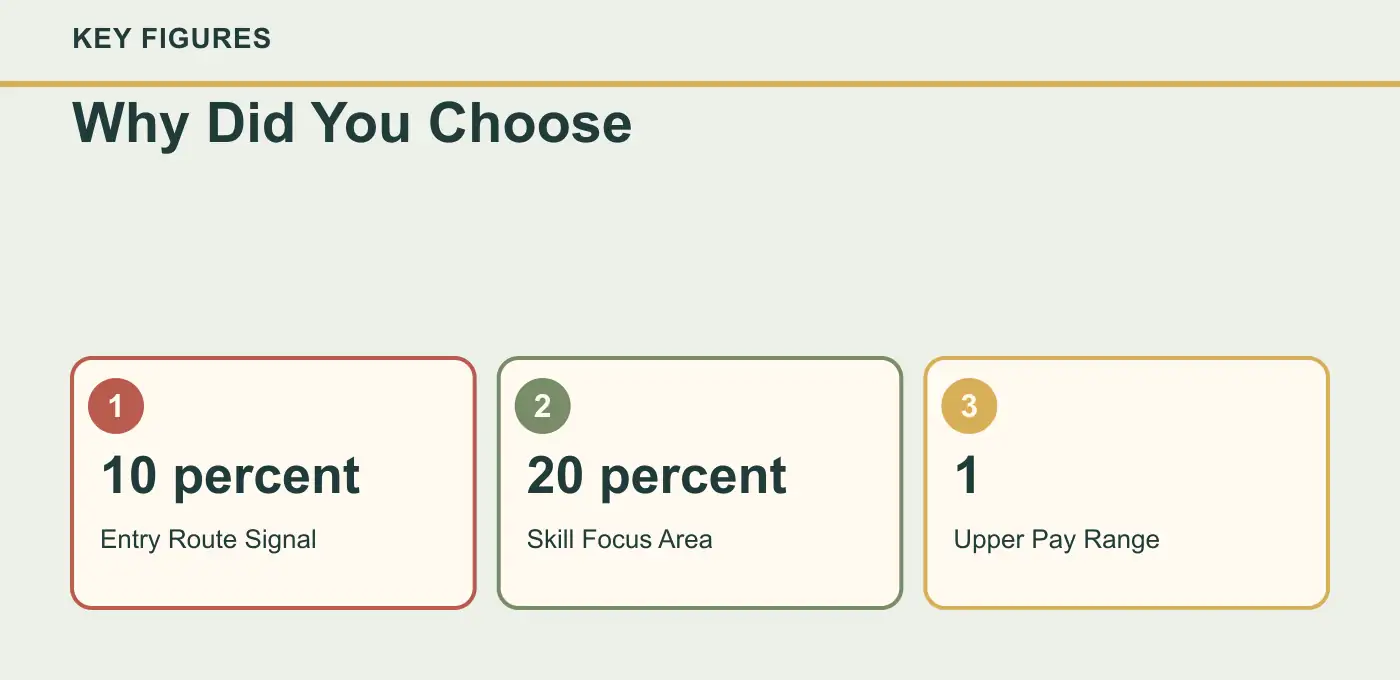 KEY FIGURES
Why Did You Choose
1
10 percent
Entry Route Signal
2
20 percent
Skill Focus Area
3
1
Upper Pay Range